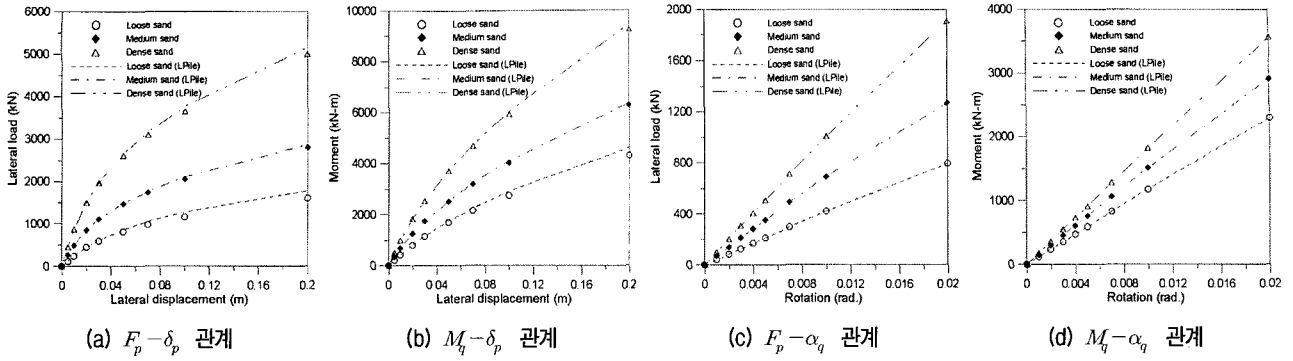 6000
5000
4000
3000
2000
1000
0
Lateral load (kN)
Loose sand
Medium sand
Dense sand
Loose sand (LPile)
Medium sand (LPile)
Dense sand (LPile)
0 0.04 0.08 0.12 0.16 0.2
Lateral displacement (m)
(a) F_p - δ_p 관계
10000
8000
6000
4000
2000
0
Moment (kN-m)
Loose sand
Medium sand
Dense sand
Loose sand (LPile)
Medium sand (LPile)
Dense sand (LPile)
0 0.04 0.08 0.12 0.16 0.2
Lateral displacement (m)
(b) M_q - δ_p 관계
2000
1600
1200
800
400
0
Lateral load (kN)
Loose sand
Medium sand
Dense sand
Loose sand (LPile)
Medium sand (LPile)
Dense sand (LPile)
0 0.004 0.008 0.012 0.016 0.02
Rotation (rad.)
(c) F_p - α_q 관계
4000
3000
2000
1000
0
Moment (kN-m)
Loose sand
Medium sand
Dense sand
Loose sand (LPile)
Medium sand (LPile)
Dense sand (LPile)
0 0.004 0.008 0.012 0.016 0.02
Rotation (rad.)
(d) M_q - α_q 관계